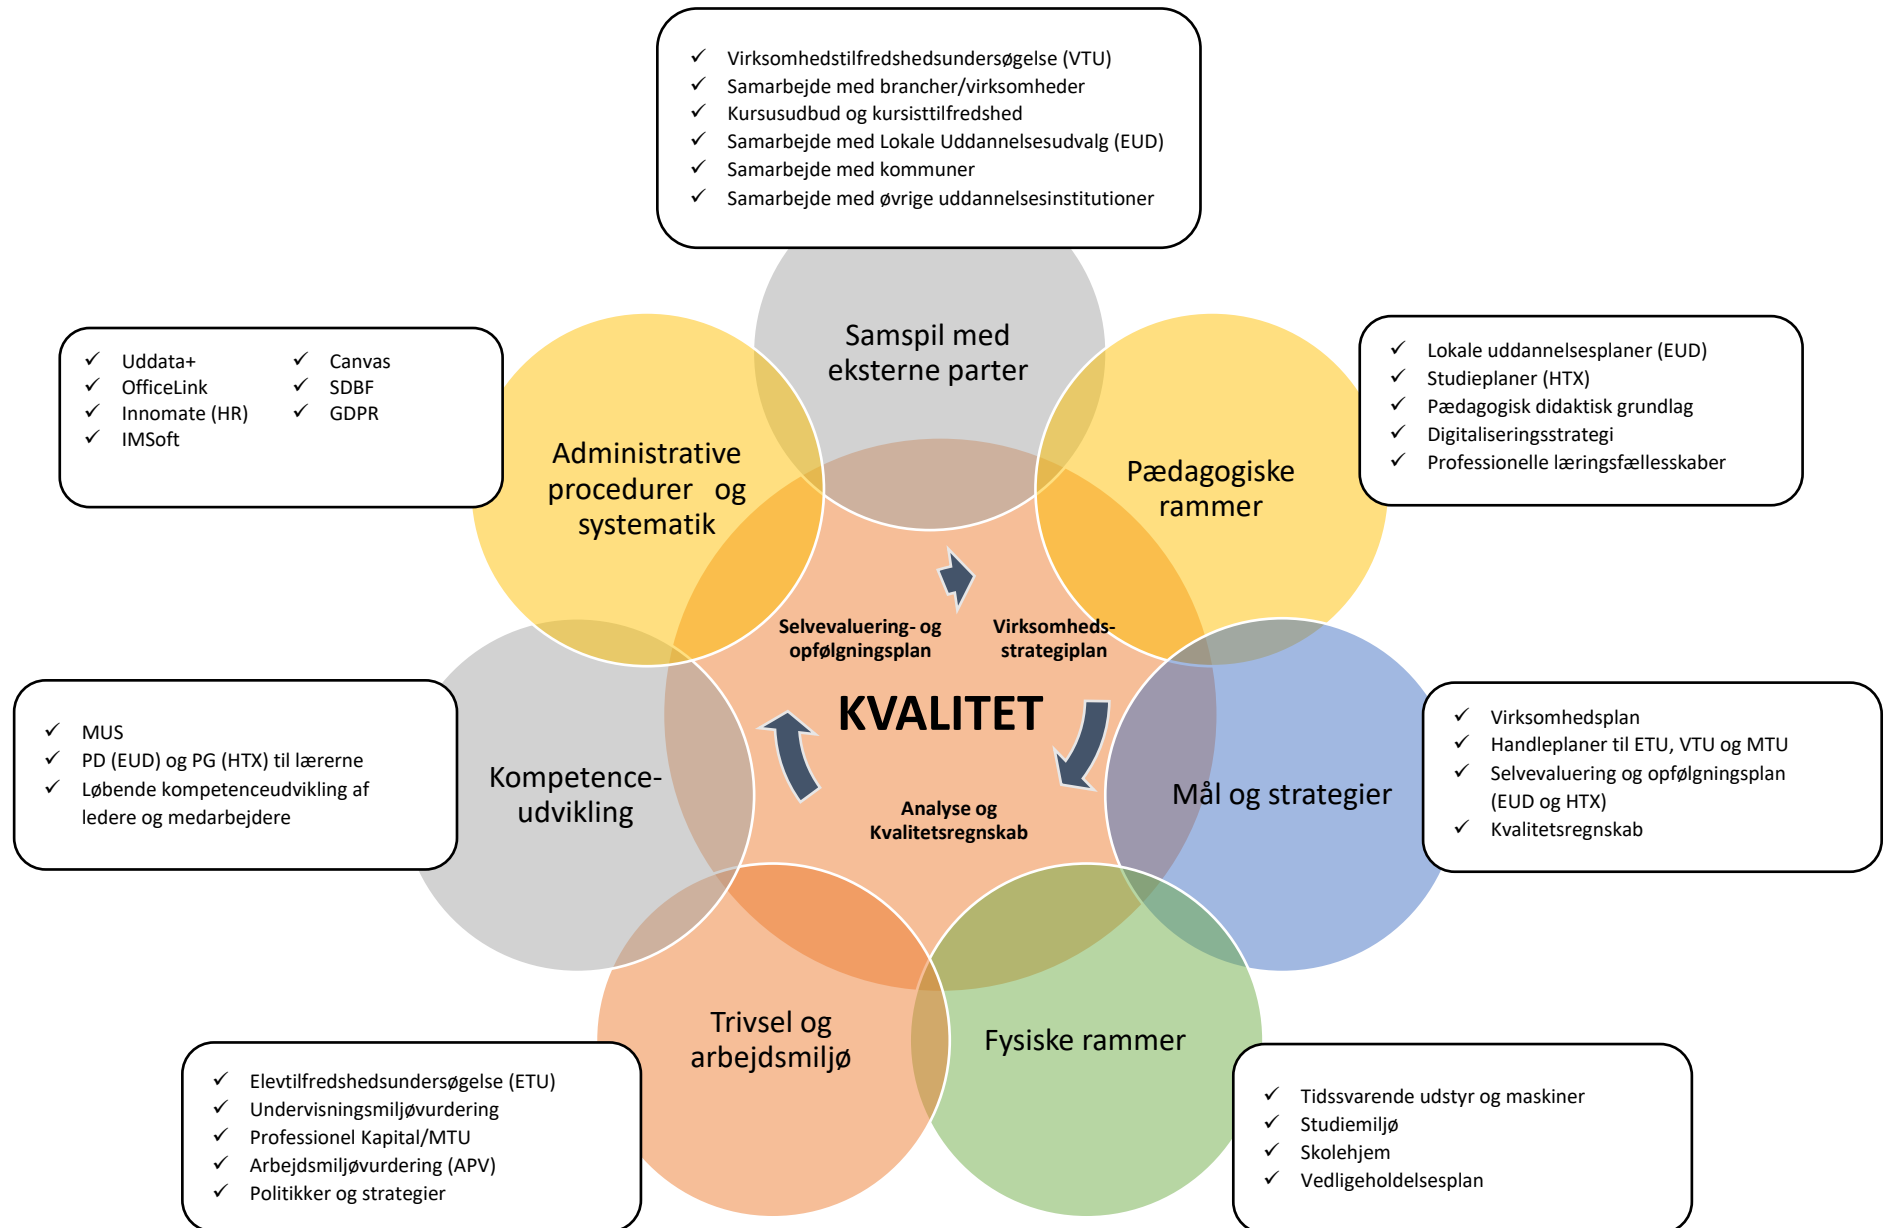 ✓ Virksomhedstilfredshedsundersøgelse (VTU)
✓ Samarbejde med brancher/virksomheder
✓ Kursusudbud og kursisttilfredshed
✓ Samarbejde med Lokale Uddannelsesudvalg (EUD)
✓ Samarbejde med kommuner
✓ Samarbejde med øvrige uddannelsesinstitutioner
Samspil med
eksterne parter
✓ Uddata+
✓ OfficeLink
✓ Innomate (HR)
✓ IMSoft
✓ Canvas
✓ SDBF
✓ GDPR
Administrative
procedurer og
systematik
✓ Lokale uddannelsesplaner (EUD)
✓ Studieplaner (HTX)
✓ Pædagogisk didaktisk grundlag
✓ Digitaliseringsstrategi
✓ Professionelle læringsfællesskaber
Pædagogiske
rammer
Selvevaluering- og
opfølgningsplan
Virksomheds-
strategiplan
KVALITET
Analyse og
Kvalitetsregnskab
✓ MUS
✓ PD (EUD) og PG (HTX) til lærerne
✓ Løbende kompetenceudvikling af
ledere og medarbejdere
Kompetence-
udvikling
Mål og strategier
✓ Virksomhedsplan
✓ Handleplaner til ETU, VTU og MTU
✓ Selvevaluering og opfølgningsplan
(EUD og HTX)
✓ Kvalitetsregnskab
Trivsel og
arbejdsmiljø
✓ Elevtilfredshedsundersøgelse (ETU)
✓ Undervisningsmiljøvurdering
✓ Professionel Kapital/MTU
✓ Arbejdsmiljøvurdering (APV)
✓ Politikker og strategier
Fysiske rammer
✓ Tidssvarende udstyr og maskiner
✓ Studiemiljø
✓ Skolehjem
✓ Vedligeholdelsesplan